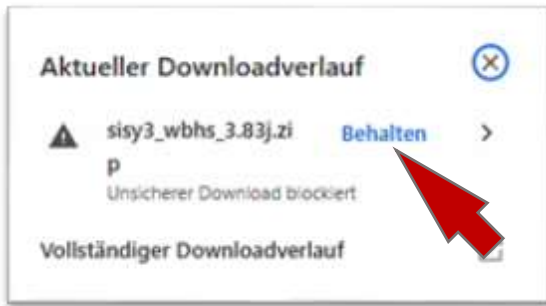 Aktueller Downloadverlauf
sisy3_wbhs_3.83j.zi
p
Behalten
Unsicherer Download blockiert
Vollständiger Downloadverlauf